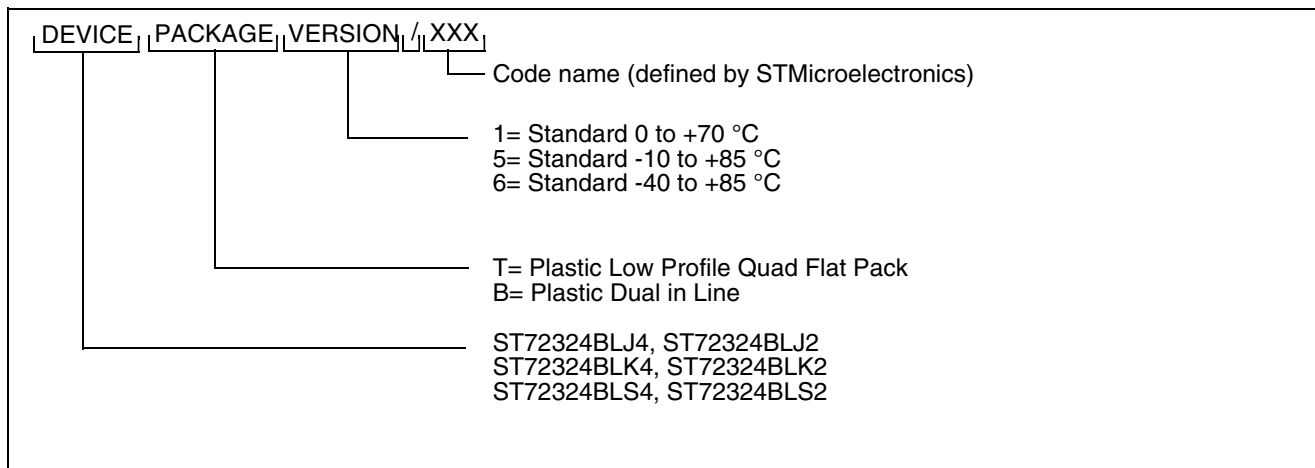 DEVICE PACKAGE VERSION / XXX
Code name (defined by STMicroelectronics)
1= Standard 0 to +70 °C
5= Standard -10 to +85 °C
6= Standard -40 to +85 °C
T= Plastic Low Profile Quad Flat Pack
B= Plastic Dual in Line
ST72324BLJ4, ST72324BLJ2
ST72324BLK4, ST72324BLK2
ST72324BLS4, ST72324BLS2